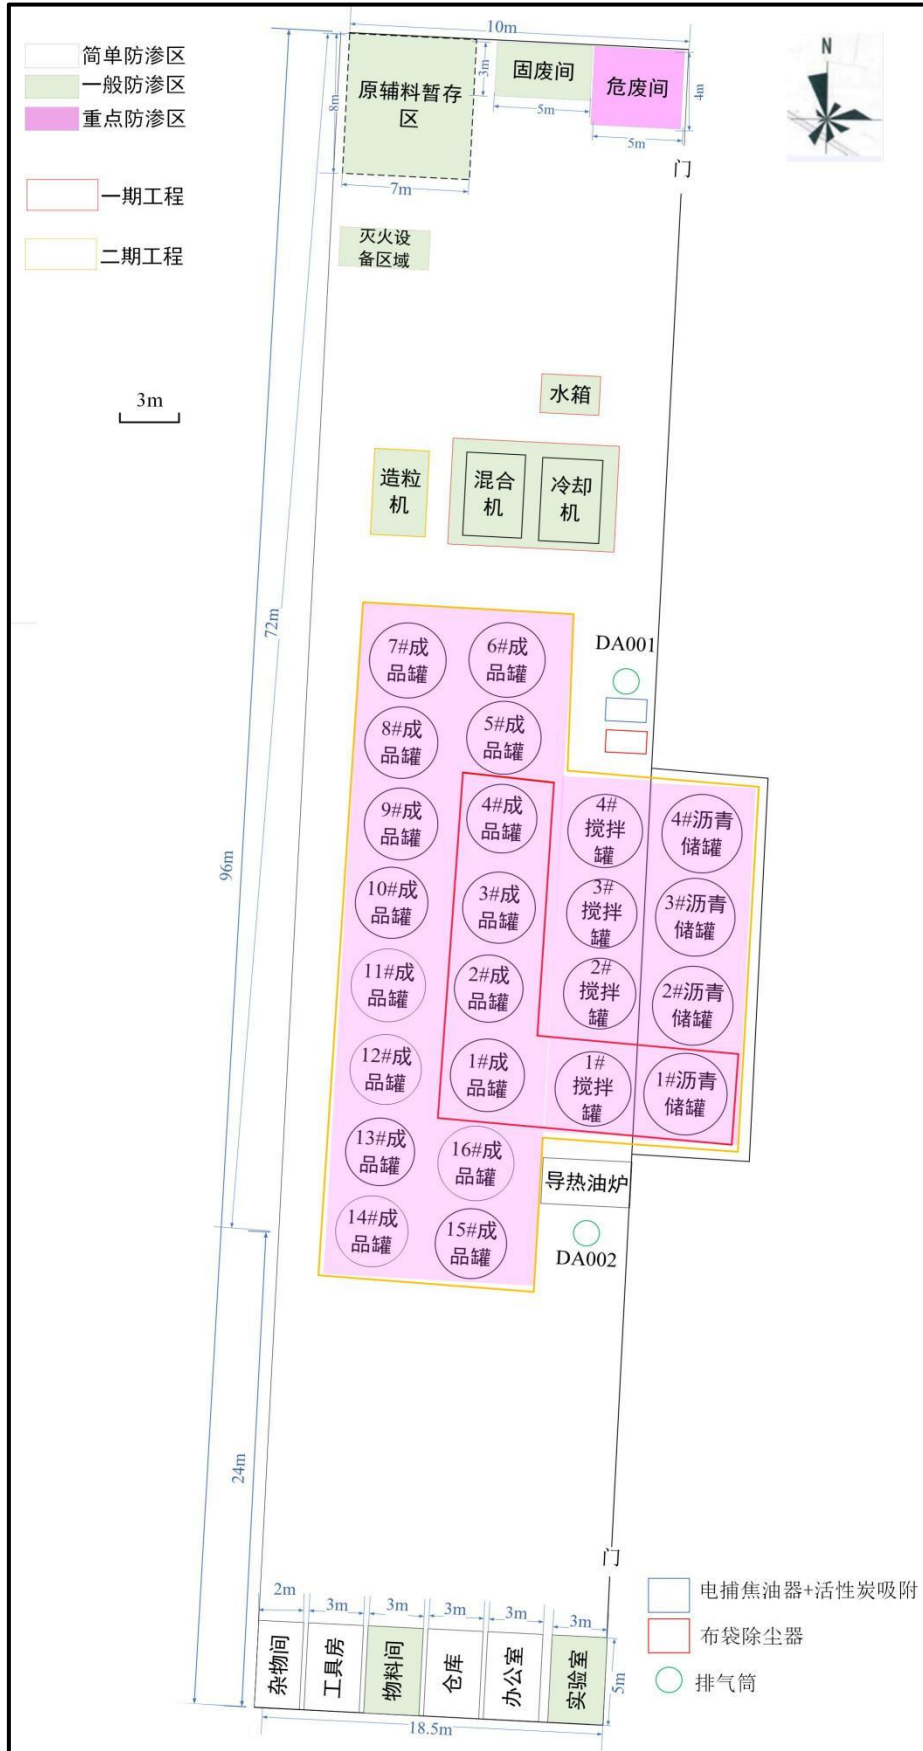 10m
简单防渗区
一般防渗区
重点防渗区
一期工程
二期工程
3m
N
原辅料暂存
区
8m
7m
3m
固废间
5m
危废间
4m
5m
门
灭火设
备区域
水箱
造粒
机
混合
机
冷却
机
72m
96m
24m
DA001
7#成
品罐
6#成
品罐
8#成
品罐
5#成
品罐
9#成
品罐
4#成
品罐
4#
搅拌
罐
4#沥青
储罐
10#成
品罐
3#成
品罐
3#
搅拌
罐
3#沥青
储罐
11#成
品罐
2#成
品罐
2#
搅拌
罐
2#沥青
储罐
12#成
品罐
1#成
品罐
1#
搅拌
罐
1#沥青
储罐
13#成
品罐
16#成
品罐
导热油炉
14#成
品罐
15#成
品罐
DA002
门
2m
3m
3m
3m
3m
3m
杂物间
工具房
物料间
仓库
办公室
实验室
5m
18.5m
电捕焦油器+活性炭吸附
布袋除尘器
排气筒